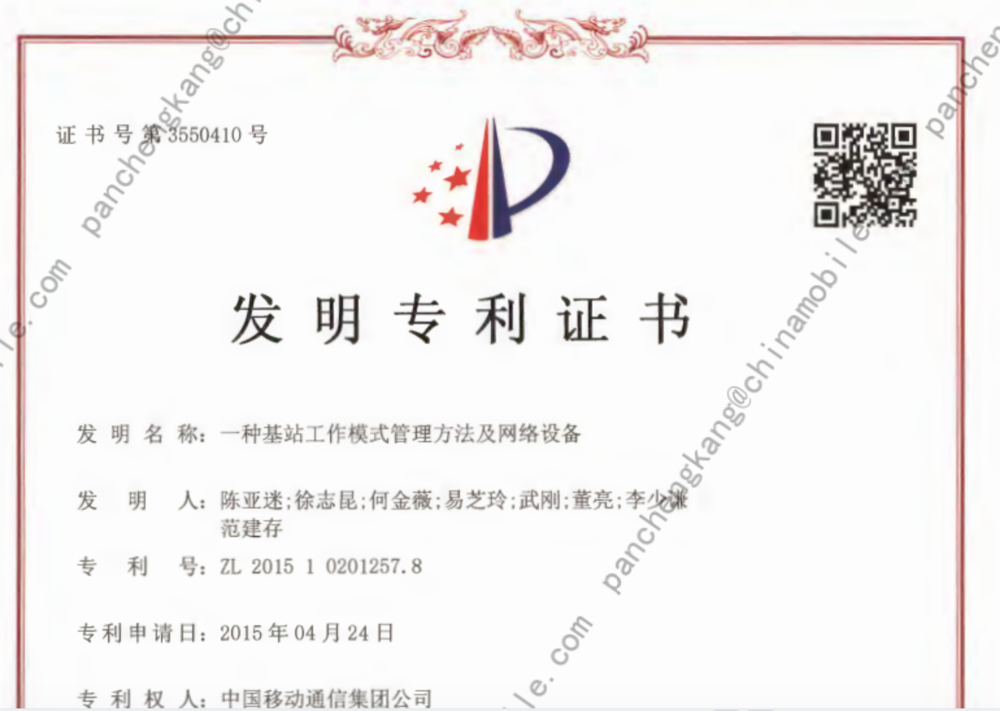 证书号第3550410号
发明专利证书
发明名称：一种基站工作模式管理方法及网络设备
发明人：陈亚迷;徐志昆;何金薇;易芝玲;武刚;董亮;李少谦
范建存
专利号：ZL 2015 1 0201257.8
专利申请日：2015年04月24日
专利权人：中国移动通信集团公司
panchengkang@ch
panchen
le.com
panchengkang@chinamobile
le.com